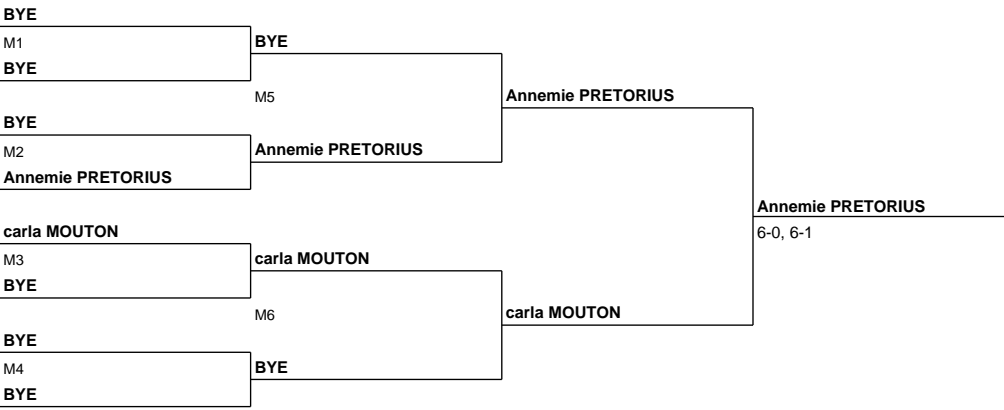 BYE
M1
BYE
BYE
M5
Annemie PRETORIUS
BYE
M2
Annemie PRETORIUS
Annemie PRETORIUS
Annemie PRETORIUS
6-0, 6-1
carla MOUTON
M3
carla MOUTON
BYE
M6
carla MOUTON
BYE
M4
BYE
BYE